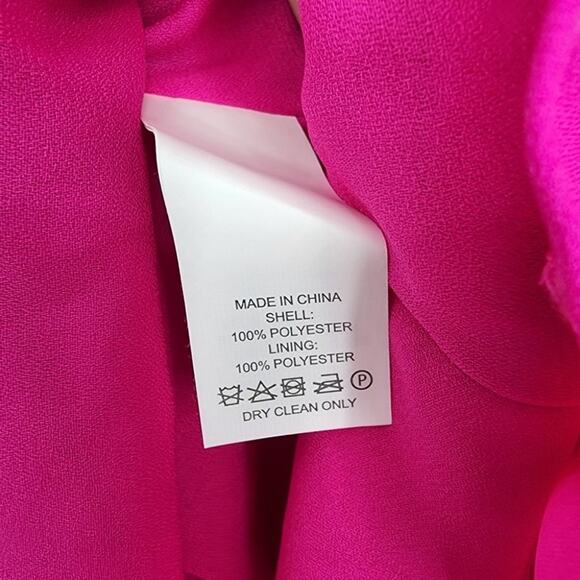 MADE IN CHINA
SHELL:
100% POLYESTER
LINING:
100% POLYESTER
P
DRY CLEAN ONLY